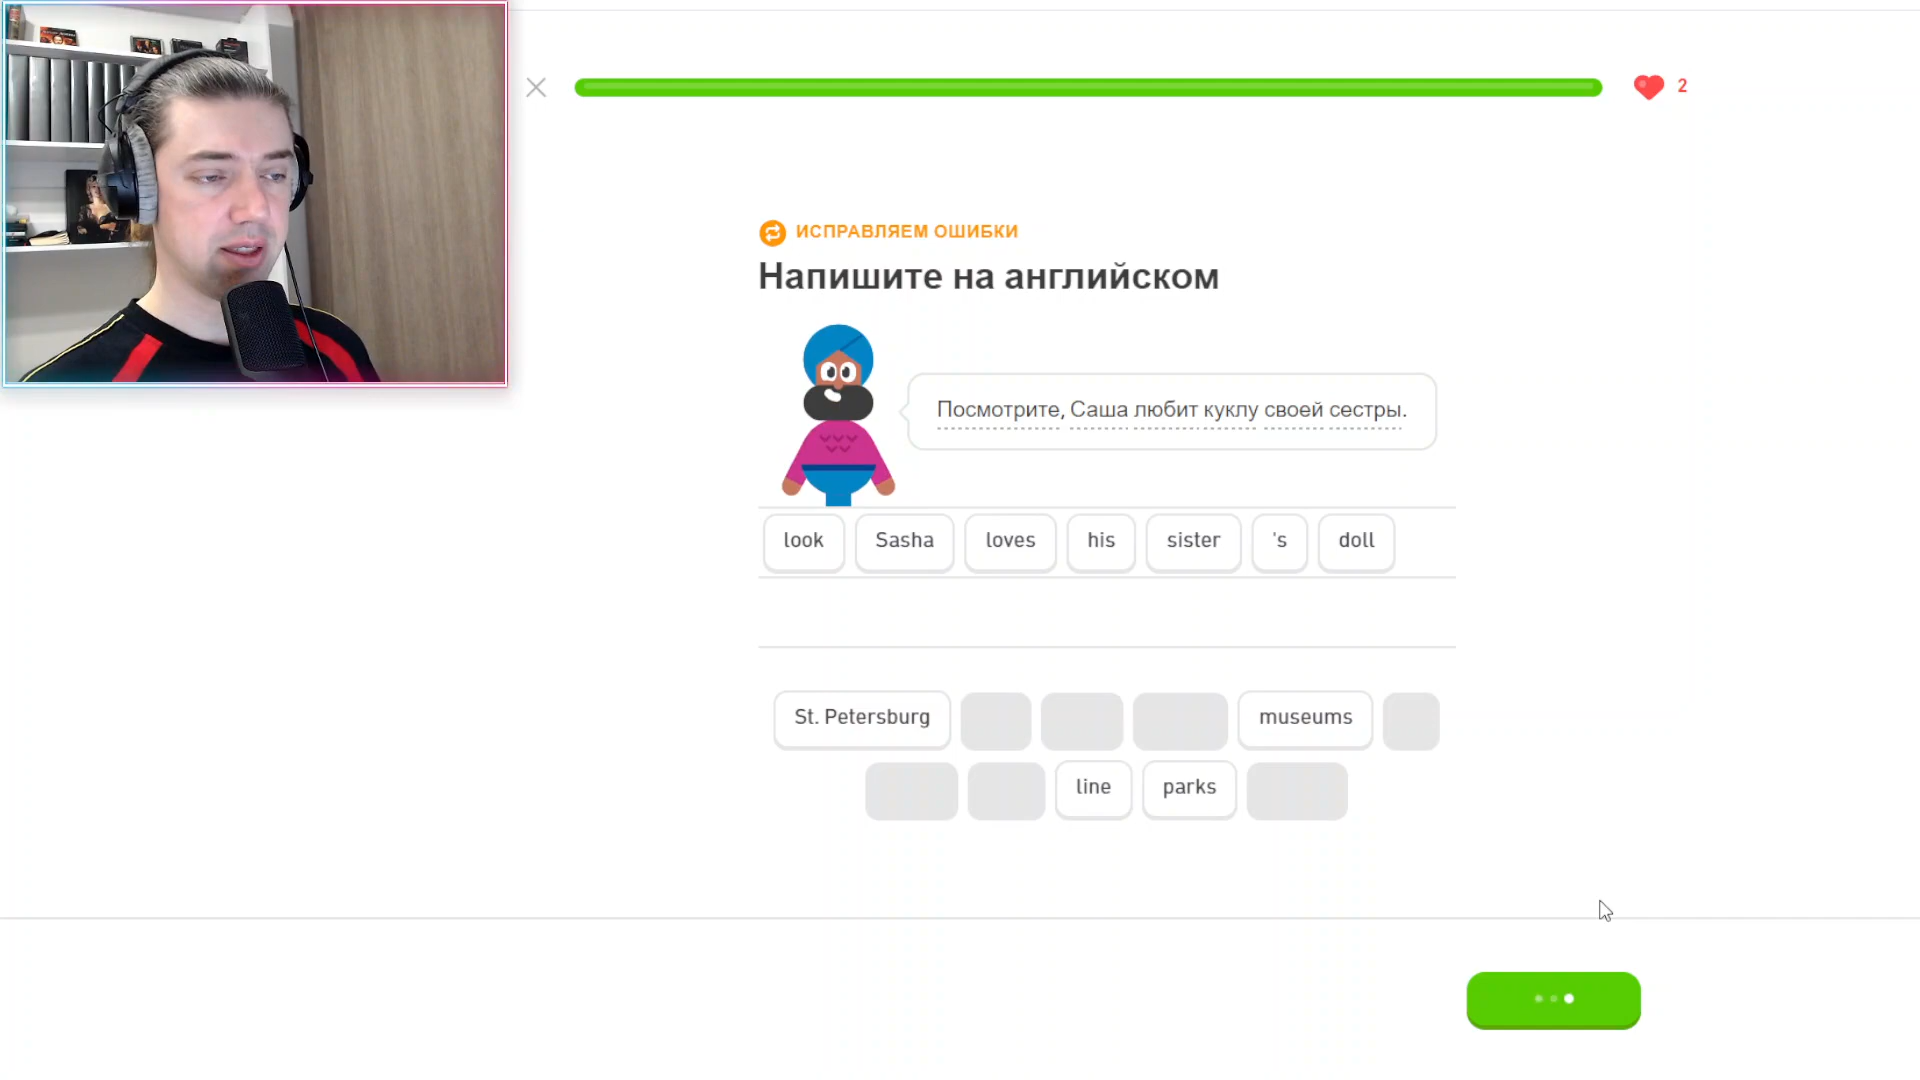 2
ИСПРАВЛЯЕМ ОШИБКИ
Напишите на английском
Посмотрите, Саша любит куклу своей сестры.
look Sasha loves his sister 's doll
St. Petersburg museums
line parks